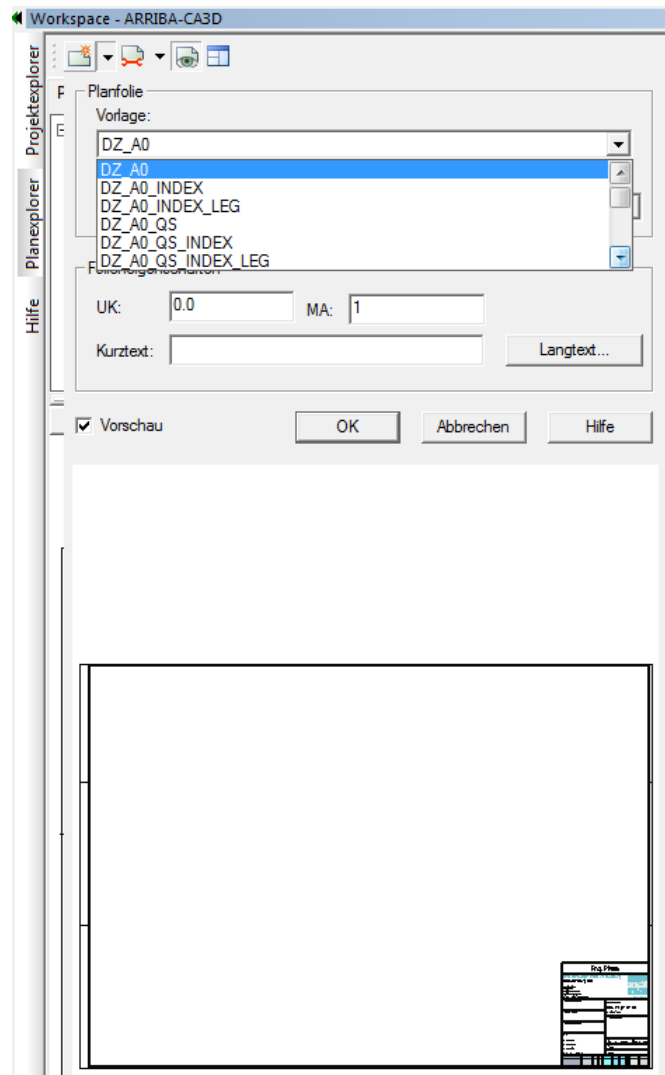 Workspace - ARRIBA-CA3D
Projektexplorer
Planexplorer
Hilfe
P
Planfolie
Vorlage:
DZ_A0
DZ_A0
DZ_A0_INDEX
DZ_A0_INDEX_LEG
DZ_A0_QS
DZ_A0_QS_INDEX
DZ_A0_QS_INDEX_LEG
Folieneigenschaften
UK:
0.0
MA:
1
Kurztext:
Langtext...
Vorschau
OK
Abbrechen
Hilfe